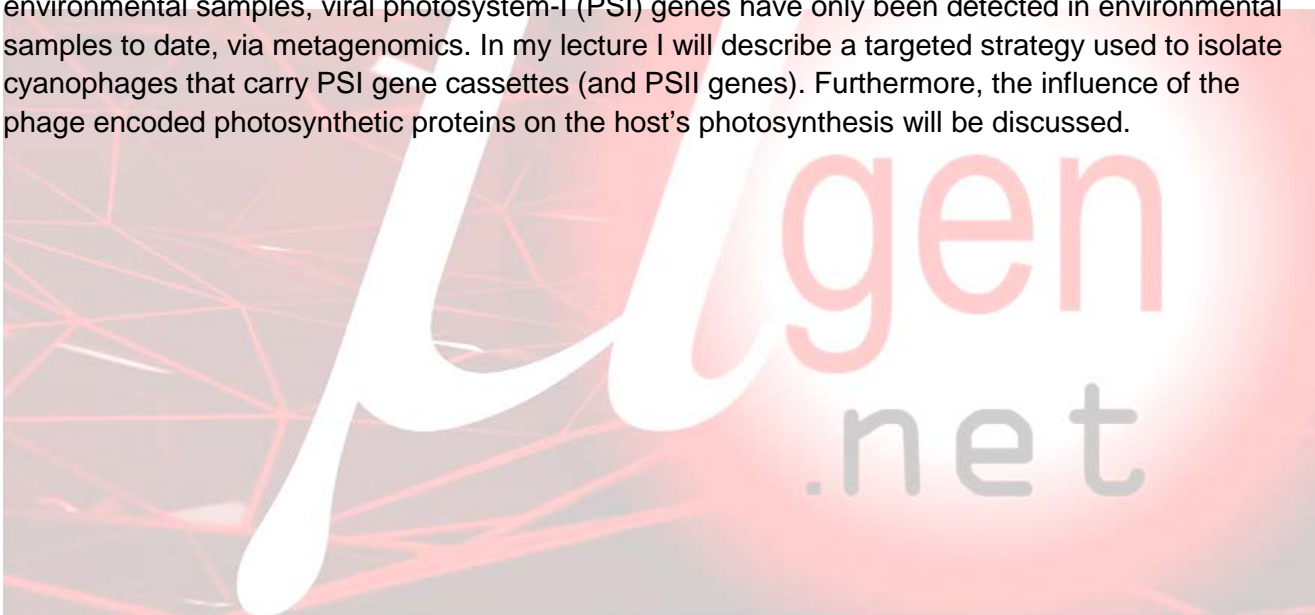 environmental samples, viral photosystem-I (PSI) genes have only been detected in environmental
samples to date, via metagenomics. In my lecture I will describe a targeted strategy used to isolate
cyanophages that carry PSI gene cassettes (and PSII genes). Furthermore, the influence of the
phage encoded photosynthetic proteins on the host's photosynthesis will be discussed.
μgen
.net